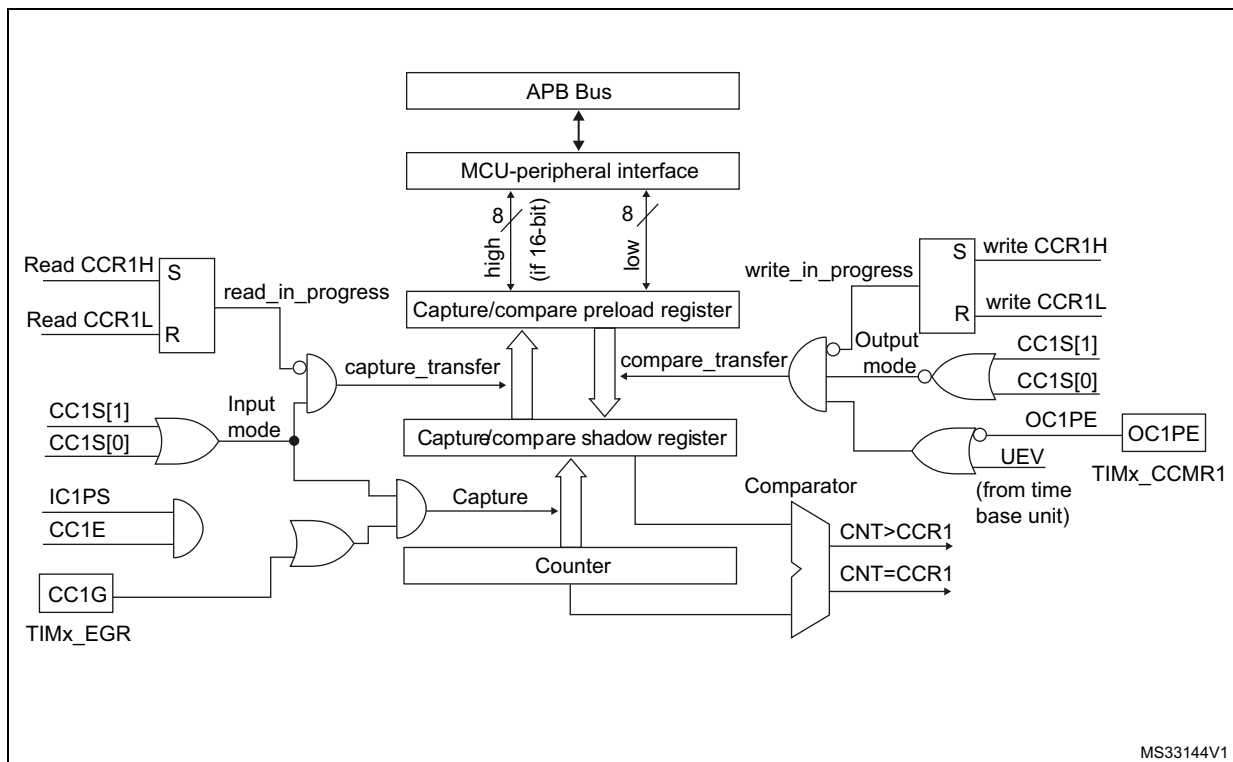 APB Bus
MCU-peripheral interface
8
high
(if 16-bit)
8
low
Read CCR1H
S
read_in_progress
Read CCR1L
R
write CCR1H
S
write_in_progress
write CCR1L
R
Capture/compare preload register
capture_transfer
compare_transfer
Output
mode
CC1S[1]
CC1S[0]
CC1S[1]
CC1S[0]
Input
mode
Capture/compare shadow register
OC1PE
OC1PE
UEV
TIMx_CCMR1
(from time
base unit)
IC1PS
CC1E
Capture
Comparator
CNT>CCR1
Counter
CNT=CCR1
CC1G
TIMx_EGR
MS33144V1